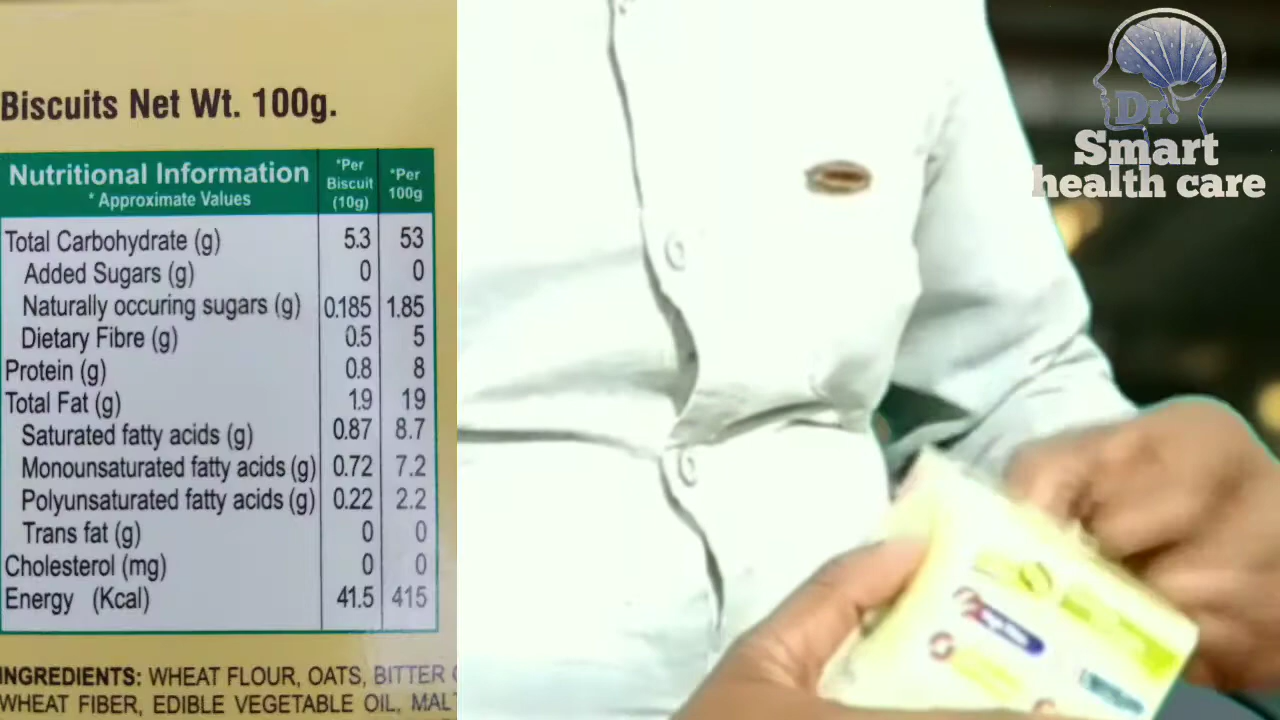 Biscuits Net Wt. 100g.
Nutritional Information *Per Biscuit (10g) *Per 100g
* Approximate Values
Total Carbohydrate (g) 5.3 53
Added Sugars (g) 0 0
Naturally occuring sugars (g) 0.185 1.85
Dietary Fibre (g) 0.5 5
Protein (g) 0.8 8
Total Fat (g) 1.9 19
Saturated fatty acids (g) 0.87 8.7
Monounsaturated fatty acids (g) 0.72 7.2
Polyunsaturated fatty acids (g) 0.22 2.2
Trans fat (g) 0 0
Cholesterol (mg) 0 0
Energy (Kcal) 41.5 415
INGREDIENTS: WHEAT FLOUR, OATS, BITTER
WHEAT FIBER, EDIBLE VEGETABLE OIL, MAL
Dr.
Smart
health care